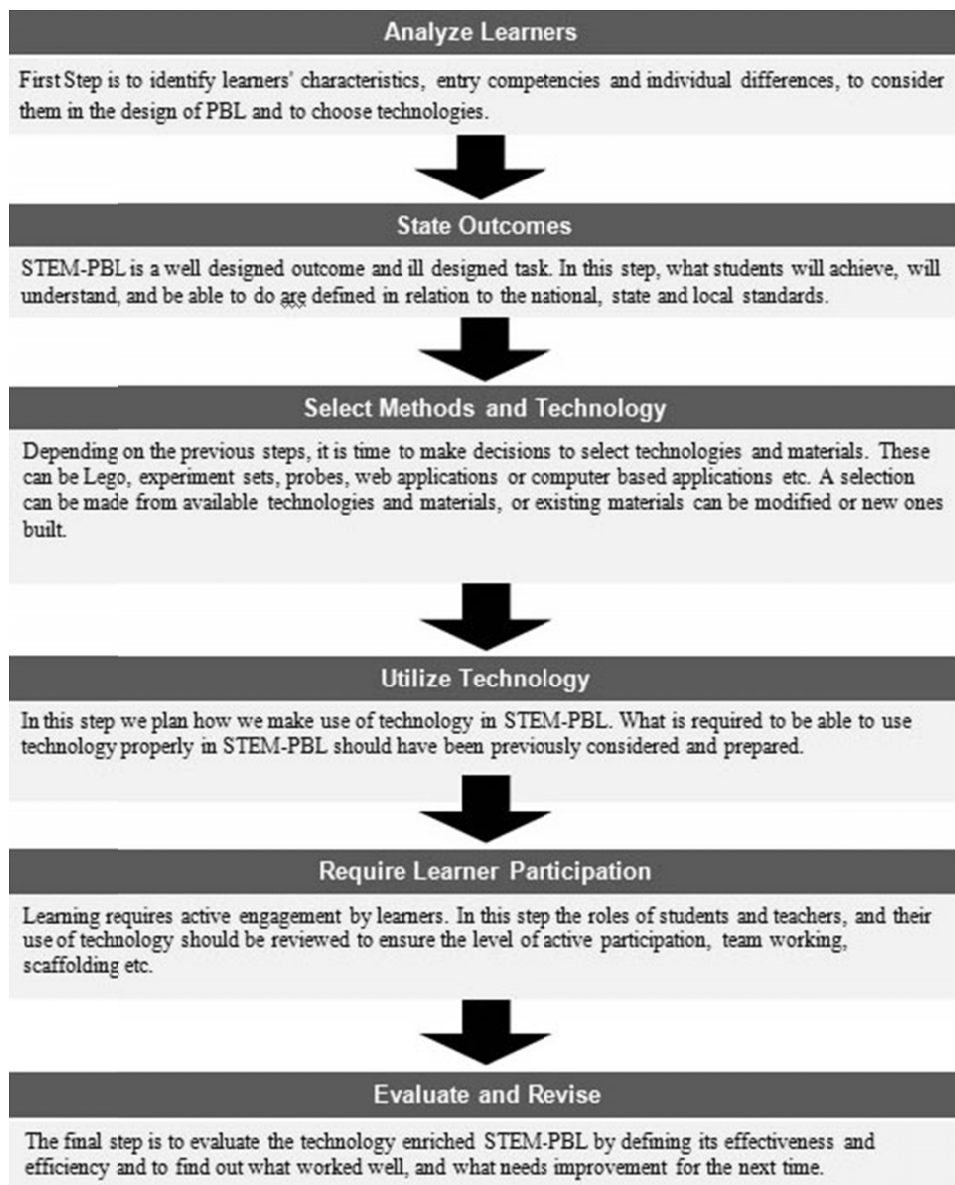 Analyze Learners
First Step is to identify learners' characteristics, entry competencies and individual differences, to consider
them in the design of PBL and to choose technologies.
State Outcomes
STEM-PBL is a well designed outcome and ill designed task. In this step, what students will achieve, will
understand, and be able to do are defined in relation to the national, state and local standards.
Select Methods and Technology
Depending on the previous steps, it is time to make decisions to select technologies and materials. These
can be Lego, experiment sets, probes, web applications or computer based applications etc. A selection
can be made from available technologies and materials, or existing materials can be modified or new ones
built.
Utilize Technology
In this step we plan how we make use of technology in STEM-PBL. What is required to be able to use
technology properly in STEM-PBL should have been previously considered and prepared.
Require Learner Participation
Learning requires active engagement by learners. In this step the roles of students and teachers, and their
use of technology should be reviewed to ensure the level of active participation, team working,
scaffolding etc.
Evaluate and Revise
The final step is to evaluate the technology enriched STEM-PBL by defining its effectiveness and
efficiency and to find out what worked well, and what needs improvement for the next time.